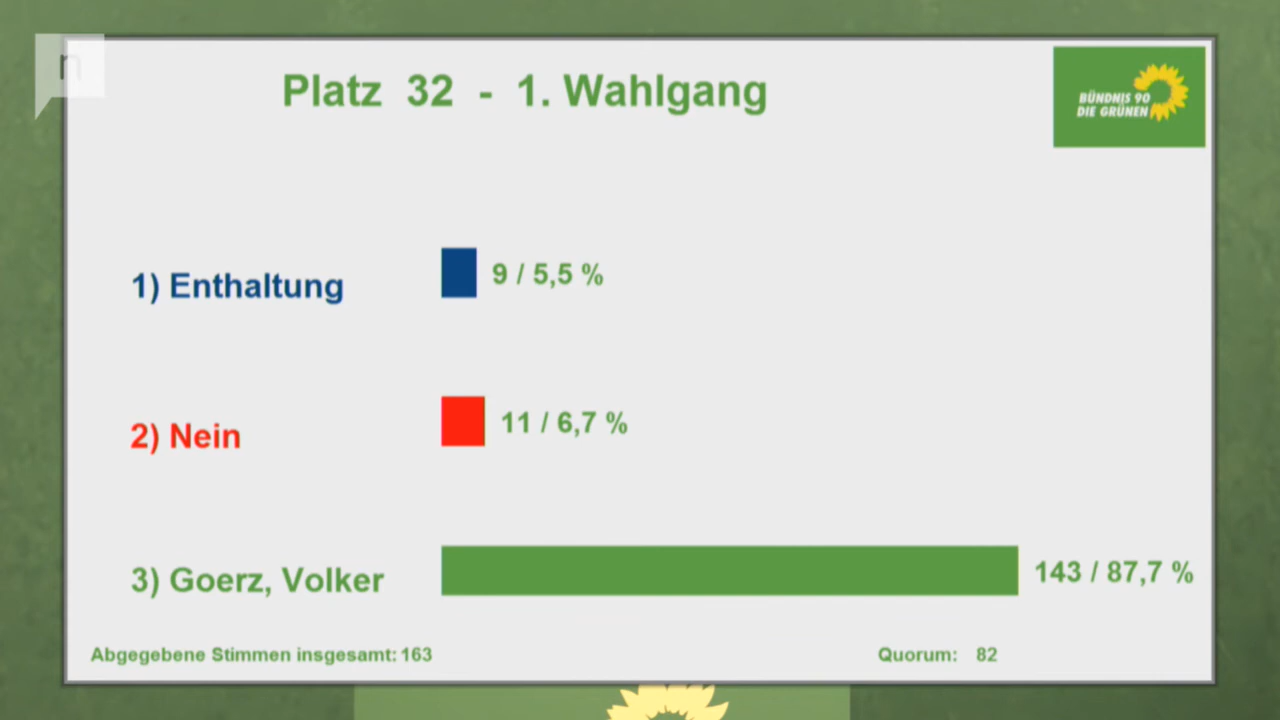 n
Platz 32 - 1. Wahlgang
BÜNDNIS 90
DIE GRÜNEN
1) Enthaltung 9 / 5,5 %
2) Nein 11 / 6,7 %
3) Goerz, Volker 143 / 87,7 %
Abgegebene Stimmen insgesamt: 163 Quorum: 82